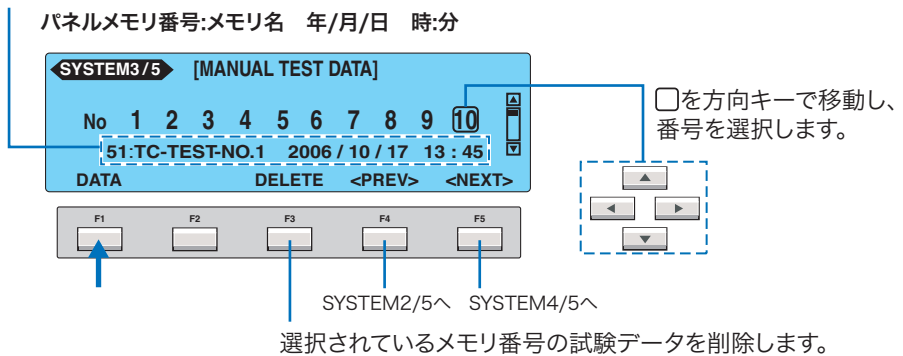 パネルメモリ番号:メモリ名　年/月/日　時:分
SYSTEM3/5 [MANUAL TEST DATA]
No 1 2 3 4 5 6 7 8 9 10
51:TC-TEST-NO.1 2006 / 10 / 17 13 : 45
DATA DELETE <PREV> <NEXT>
を方向キーで移動し、
番号を選択します。
F1 F2 F3 F4 F5
SYSTEM2/5へ SYSTEM4/5へ
選択されているメモリ番号の試験データを削除します。